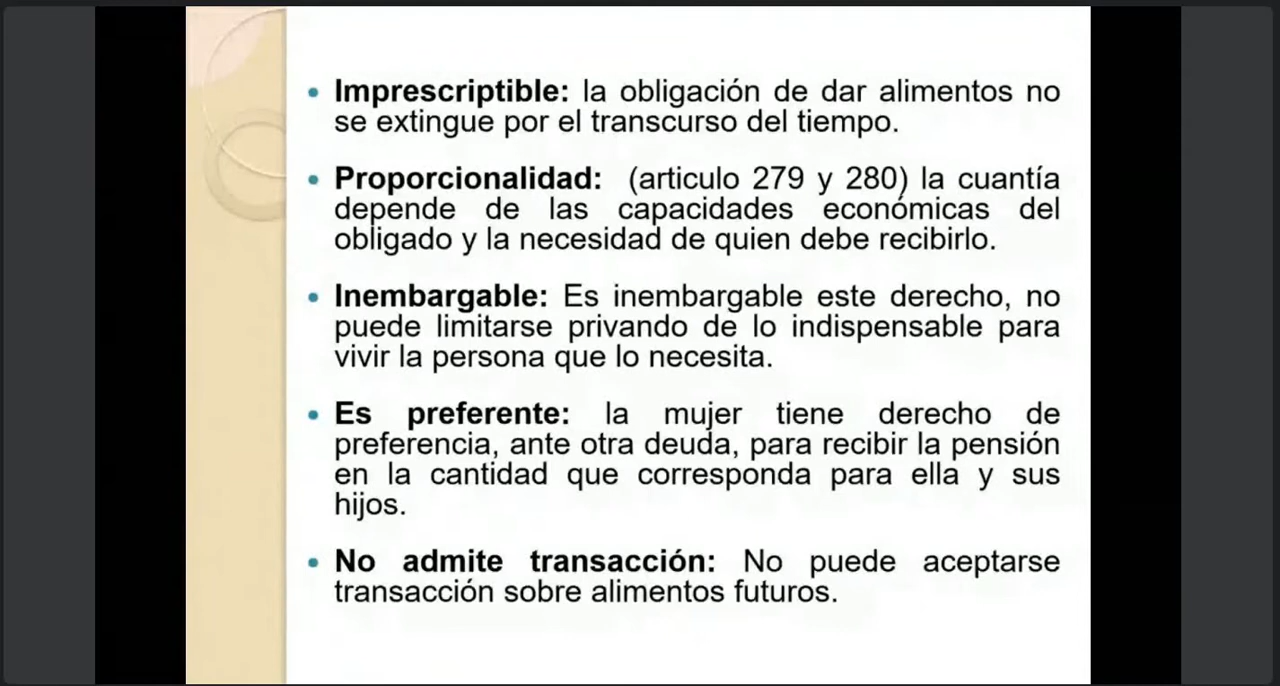 • Imprescriptible: la obligación de dar alimentos no
se extingue por el transcurso del tiempo.
• Proporcionalidad: (articulo 279 y 280) la cuantía
depende de las capacidades económicas del
obligado y la necesidad de quien debe recibirlo.
• Inembargable: Es inembargable este derecho, no
puede limitarse privando de lo indispensable para
vivir la persona que lo necesita.
• Es preferente: la mujer tiene derecho de
preferencia, ante otra deuda, para recibir la pensión
en la cantidad que corresponda para ella y sus
hijos.
• No admite transacción: No puede aceptarse
transacción sobre alimentos futuros.